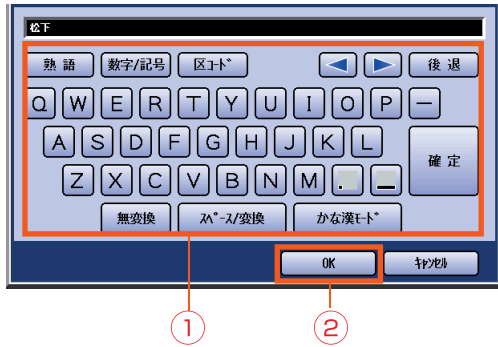 松下
熟 語 数字/記号 区ｺｰﾄﾞ 後 退
Q W E R T Y U I O P ー
A S D F G H J K L 確 定
Z X C V B N M . _
無変換 ｽﾍﾟｰｽ/変換 かな漢ﾓｰﾄﾞ
OK ｷｬﾝｾﾙ
① ②